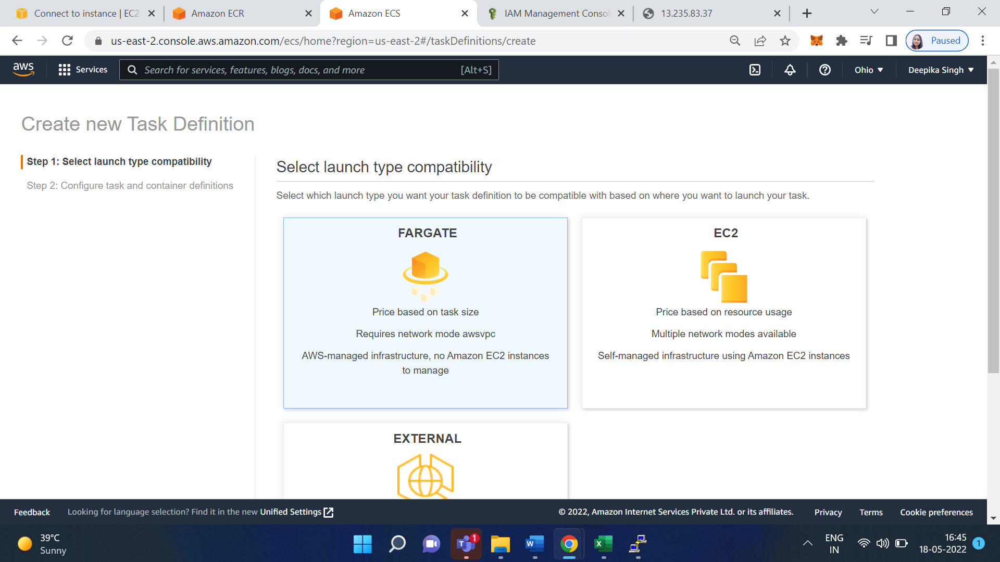 Connect to instance | EC2
Amazon ECR
Amazon ECS
IAM Management Consol
13.235.83.37
us-east-2.console.aws.amazon.com/ecs/home?region=us-east-2#/taskDefinitions/create
Paused
aws
Services
Search for services, features, blogs, docs, and more
[Alt+S]
Ohio
Deepika Singh
Create new Task Definition
Step 1: Select launch type compatibility
Step 2: Configure task and container definitions
Select launch type compatibility
Select which launch type you want your task definition to be compatible with based on where you want to launch your task.
FARGATE
Price based on task size
Requires network mode awsvpc
AWS-managed infrastructure, no Amazon EC2 instances
to manage
EC2
Price based on resource usage
Multiple network modes available
Self-managed infrastructure using Amazon EC2 instances
EXTERNAL
Feedback
Looking for language selection? Find it in the new Unified Settings
© 2022, Amazon Internet Services Private Ltd. or its affiliates.
Privacy
Terms
Cookie preferences
39°C
Sunny
T
1
W
X
ENG
IN
16:45
18-05-2022
1